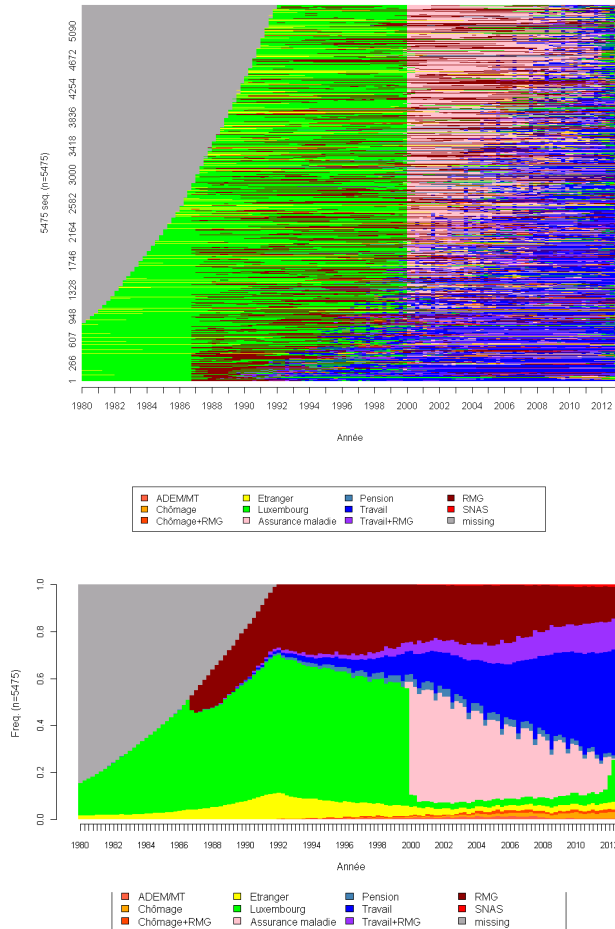 5475 seq. (n=5475)
5090
4672
4254
3836
3418
3000
2582
2164
1746
1328
948
607
266
1
1980 1982 1984 1986 1988 1990 1992 1994 1996 1998 2000 2002 2004 2006 2008 2010 2012
Année
ADEM/MT Etranger Pension RMG
Chômage Luxembourg Travail SNAS
Chômage+RMG Assurance maladie Travail+RMG missing
Freq. (n=5475)
1.0
0.8
0.6
0.4
0.2
0.0
1980 1982 1984 1986 1988 1990 1992 1994 1996 1998 2000 2002 2004 2006 2008 2010 2012
Année
ADEM/MT Etranger Pension RMG
Chômage Luxembourg Travail SNAS
Chômage+RMG Assurance maladie Travail+RMG missing